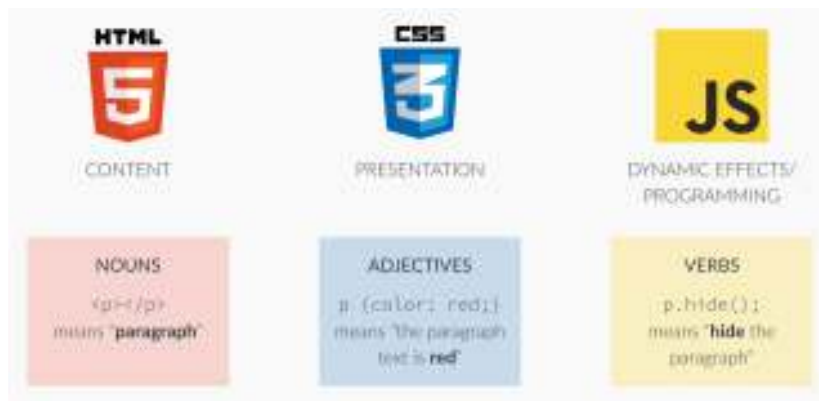 HTML
5
CONTENT
NOUNS
<p></p>
means "paragraph"
CSS
3
PRESENTATION
ADJECTIVES
p {color: red;}
means "the paragraph
text is red"
JS
DYNAMIC EFFECTS/
PROGRAMMING
VERBS
p.hide();
means "hide the
paragraph"